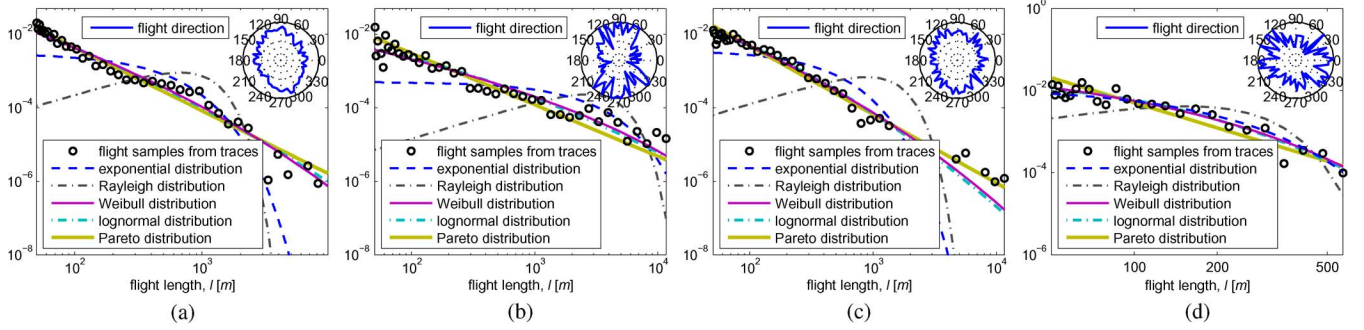 flight direction
90
120 60
150 30
180 0
210 330
240 300
270
10^-2
10^-4
10^-6
10^-8
flight samples from traces
exponential distribution
Rayleigh distribution
Weibull distribution
lognormal distribution
Pareto distribution
10^2 10^3
flight length, l [m]
(a)
flight direction
90
120 60
150 30
180 0
210 330
240 300
270
10^-2
10^-4
10^-6
10^-8
flight samples from traces
exponential distribution
Rayleigh distribution
Weibull distribution
lognormal distribution
Pareto distribution
10^2 10^3 10^4
flight length, l [m]
(b)
flight direction
90
120 60
150 30
180 0
210 330
240 300
270
10^-2
10^-4
10^-6
10^-8
flight samples from traces
exponential distribution
Rayleigh distribution
Weibull distribution
lognormal distribution
Pareto distribution
10^2 10^3 10^4
flight length, l [m]
(c)
flight direction
90
120 60
150 30
180 0
210 330
240 300
270
10^0
10^-2
10^-4
10^-6
flight samples from traces
exponential distribution
Rayleigh distribution
Weibull distribution
lognormal distribution
Pareto distribution
100 200 300 500
flight length, l [m]
(d)